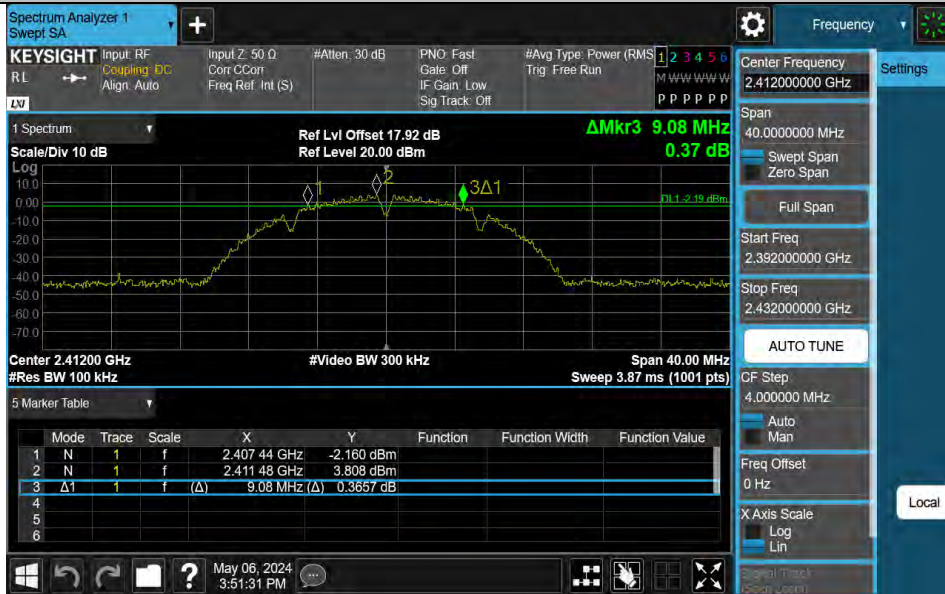 Spectrum Analyzer 1
Swept SA
Frequency
KEYSIGHT
RL
LXI
Input: RF
Coupling: DC
Align: Auto
Input Z: 50 Ω
Corr CCorr
Freq Ref: Int (S)
#Atten: 30 dB
PNO: Fast
Gate: Off
IF Gain: Low
Sig Track: Off
#Avg Type: Power (RMS
Trig: Free Run
1 2 3 4 5 6
M W W W W W
P P P P P P
1 Spectrum
Scale/Div 10 dB
Ref Lvl Offset 17.92 dB
Ref Level 20.00 dBm
ΔMkr3 9.08 MHz
0.37 dB
Log
10.0
0.00
-10.0
-20.0
-30.0
-40.0
-50.0
-60.0
-70.0
1
2
3Δ1
DL1 -2.19 dBm
Center 2.41200 GHz
#Video BW 300 kHz
Span 40.00 MHz
#Res BW 100 kHz
Sweep 3.87 ms (1001 pts)
5 Marker Table
Mode Trace Scale X Y Function Function Width Function Value
1 N 1 f 2.407 44 GHz -2.160 dBm
2 N 1 f 2.411 48 GHz 3.808 dBm
3 Δ1 1 f (Δ) 9.08 MHz (Δ) 0.3657 dB
4
5
6
May 06, 2024
3:51:31 PM
Center Frequency
2.412000000 GHz
Settings
Span
40.0000000 MHz
Swept Span
Zero Span
Full Span
Start Freq
2.392000000 GHz
Stop Freq
2.432000000 GHz
AUTO TUNE
CF Step
4.000000 MHz
Auto
Man
Freq Offset
0 Hz
Local
X Axis Scale
Log
Lin
Signal Track
(Span Zoom)